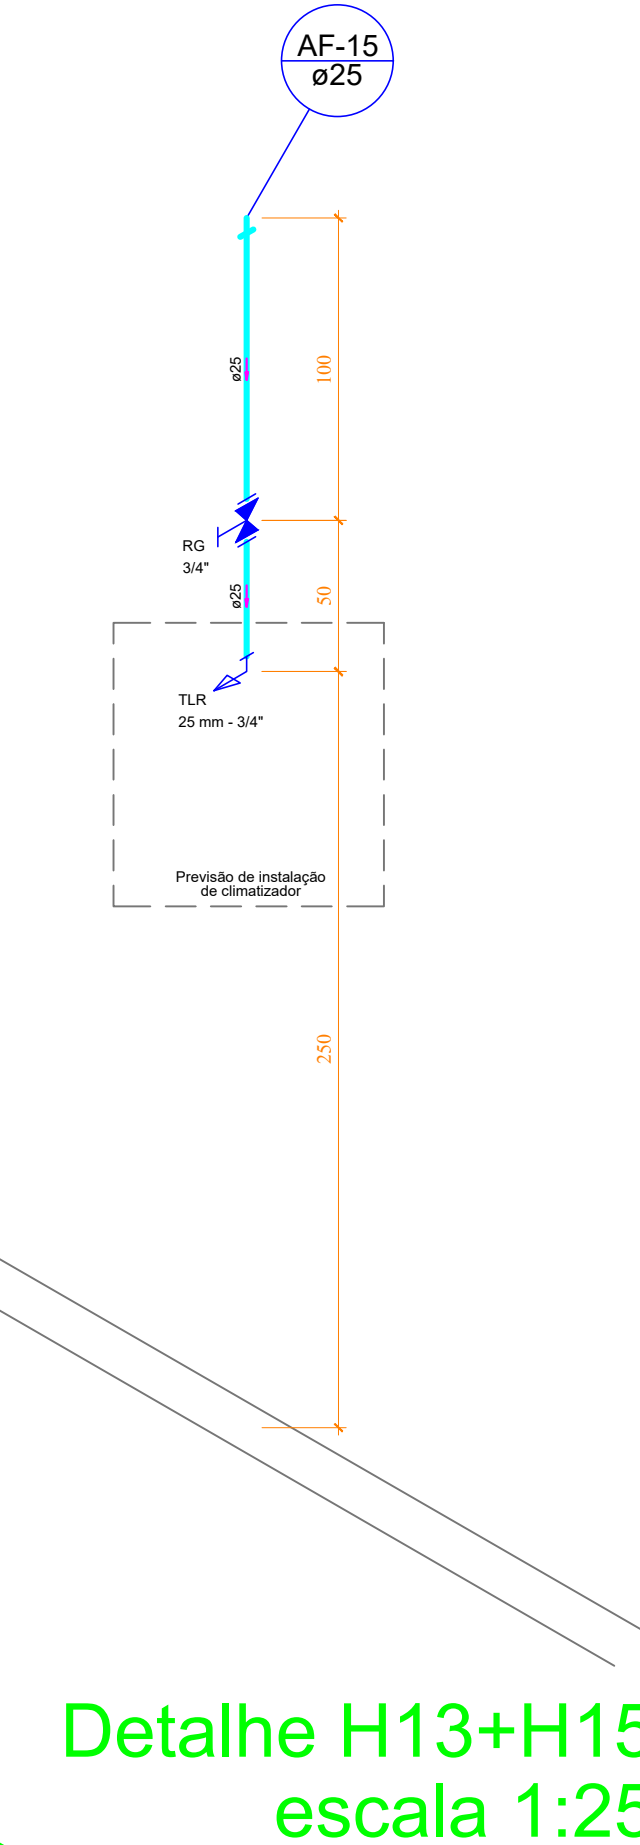 AF-15
ø25
ø25
100
RG
3/4"
ø25
50
TLR
25 mm - 3/4"
Previsão de instalação
de climatizador
250
Detalhe H13+H15
escala 1:25